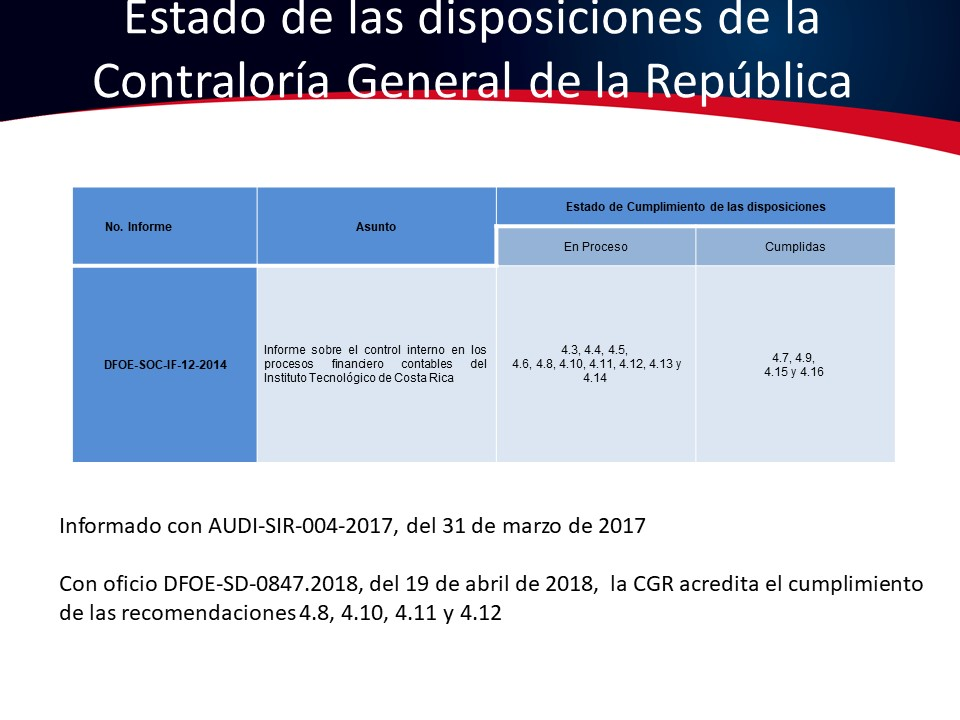 Estado de las disposiciones de la
Contraloría General de la República
No. Informe
Asunto
Estado de Cumplimiento de las disposiciones
En Proceso
Cumplidas
DFOE-SOC-IF-12-2014
Informe sobre el control interno en los
procesos financiero contables del
Instituto Tecnológico de Costa Rica
4.3, 4.4, 4.5,
4.6, 4.8, 4.10, 4.11, 4.12, 4.13 y
4.14
4.7, 4.9,
4.15 y 4.16
Informado con AUDI-SIR-004-2017, del 31 de marzo de 2017
Con oficio DFOE-SD-0847.2018, del 19 de abril de 2018, la CGR acredita el cumplimiento
de las recomendaciones 4.8, 4.10, 4.11 y 4.12